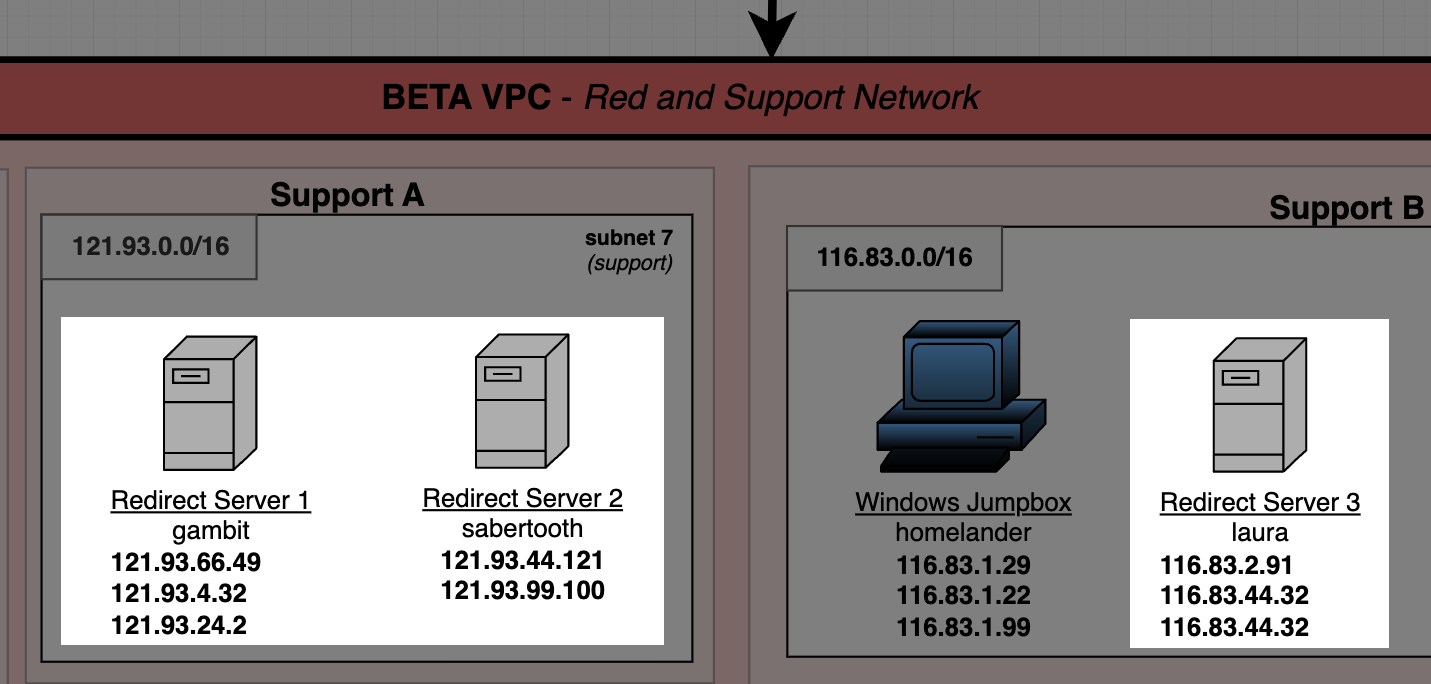 BETA VPC - Red and Support Network
Support A
121.93.0.0/16
subnet 7
(support)
Redirect Server 1
gambit
121.93.66.49
121.93.4.32
121.93.24.2
Redirect Server 2
sabertooth
121.93.44.121
121.93.99.100
Support B
116.83.0.0/16
Windows Jumpbox
homelander
116.83.1.29
116.83.1.22
116.83.1.99
Redirect Server 3
laura
116.83.2.91
116.83.44.32
116.83.44.32